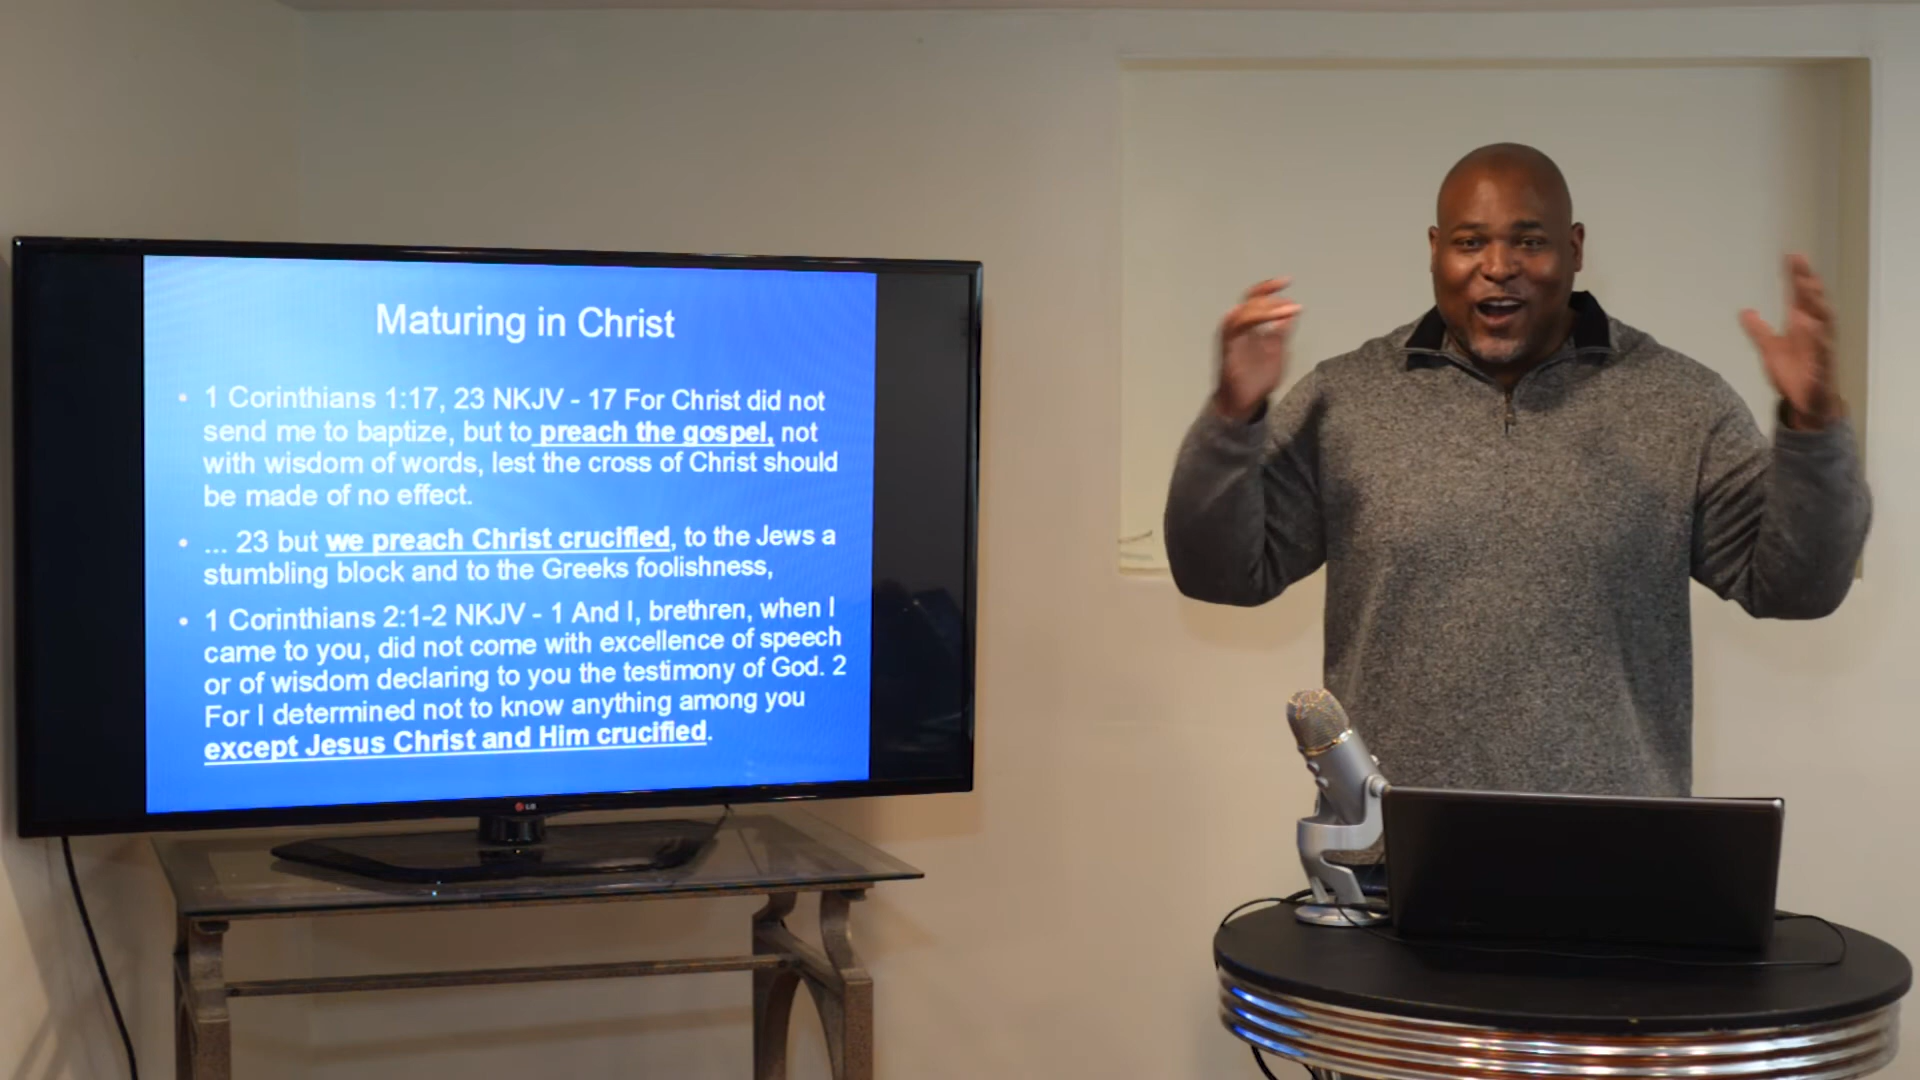 Maturing in Christ
• 1 Corinthians 1:17, 23 NKJV - 17 For Christ did not
send me to baptize, but to preach the gospel, not
with wisdom of words, lest the cross of Christ should
be made of no effect.
• ... 23 but we preach Christ crucified, to the Jews a
stumbling block and to the Greeks foolishness,
• 1 Corinthians 2:1-2 NKJV - 1 And I, brethren, when I
came to you, did not come with excellence of speech
or of wisdom declaring to you the testimony of God. 2
For I determined not to know anything among you
except Jesus Christ and Him crucified.
LG